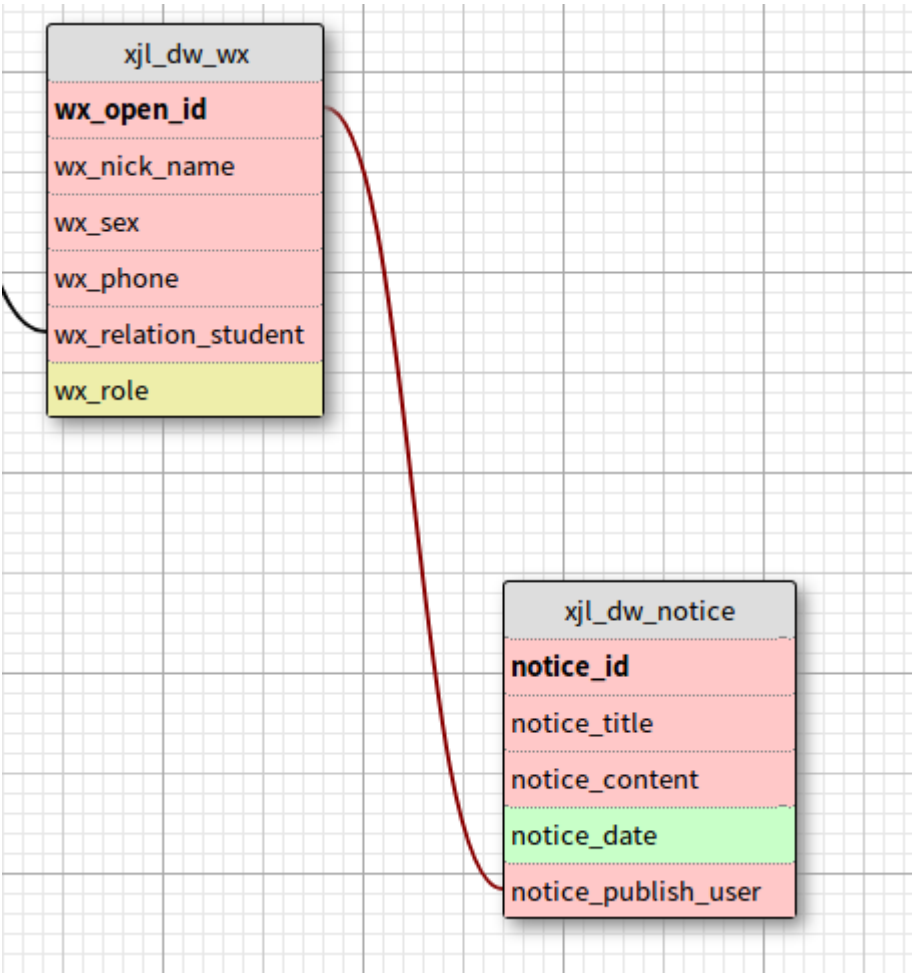 xjl_dw_wx
wx_open_id
wx_nick_name
wx_sex
wx_phone
wx_relation_student
wx_role
xjl_dw_notice
notice_id
notice_title
notice_content
notice_date
notice_publish_user